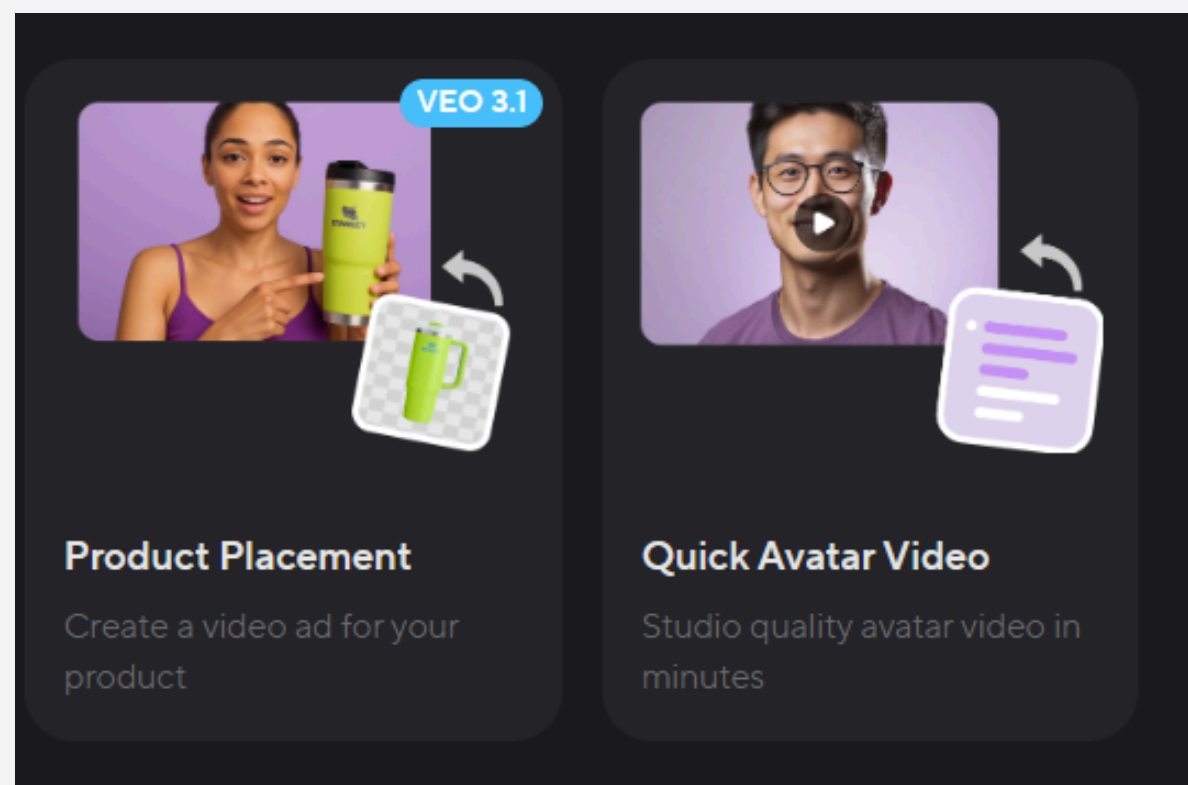 VEO 3.1
STANLEY
Product Placement
Create a video ad for your
product
Quick Avatar Video
Studio quality avatar video in
minutes